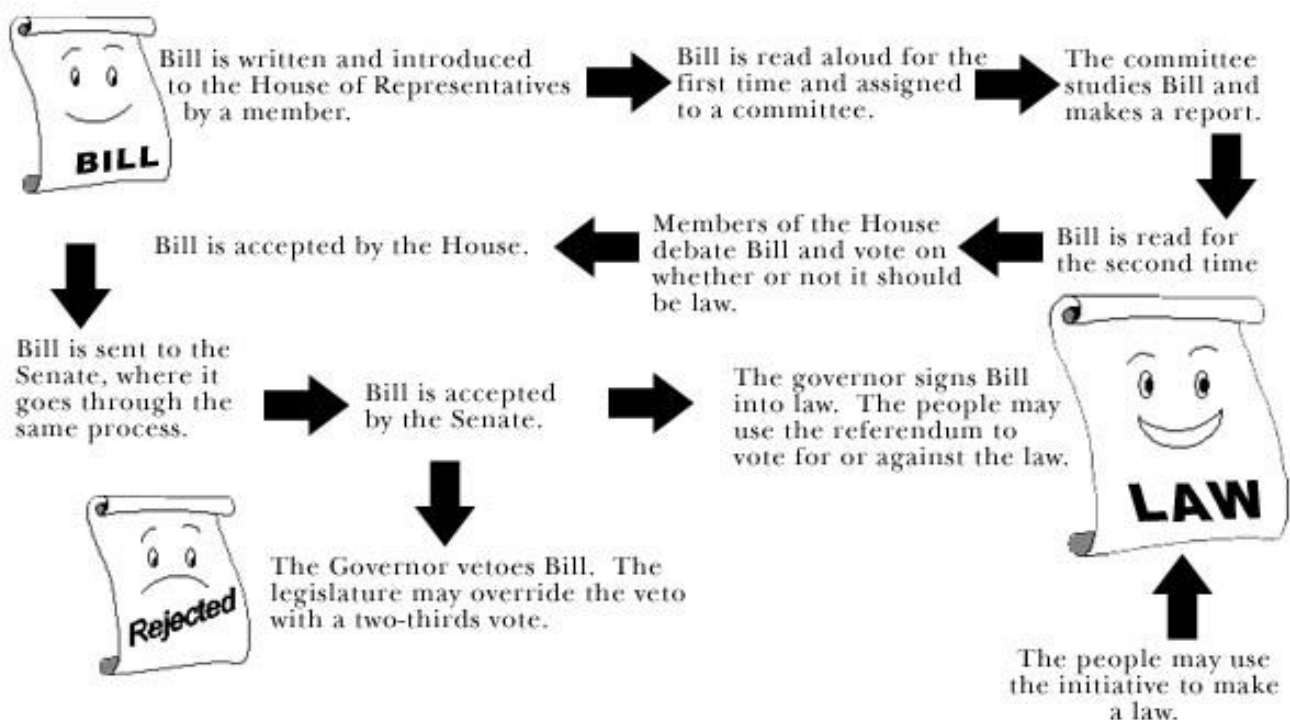 Bill is written and introduced
to the House of Representatives
by a member.
BILL
Bill is read aloud for the
first time and assigned
to a committee.
The committee
studies Bill and
makes a report.
Bill is read for
the second time
Members of the House
debate Bill and vote on
whether or not it should
be law.
Bill is accepted by the House.
Bill is sent to the
Senate, where it
goes through the
same process.
Bill is accepted
by the Senate.
The governor signs Bill
into law. The people may
use the referendum to
vote for or against the law.
LAW
The Governor vetoes Bill. The
legislature may override the veto
with a two-thirds vote.
Rejected
The people may use
the initiative to make
a law.